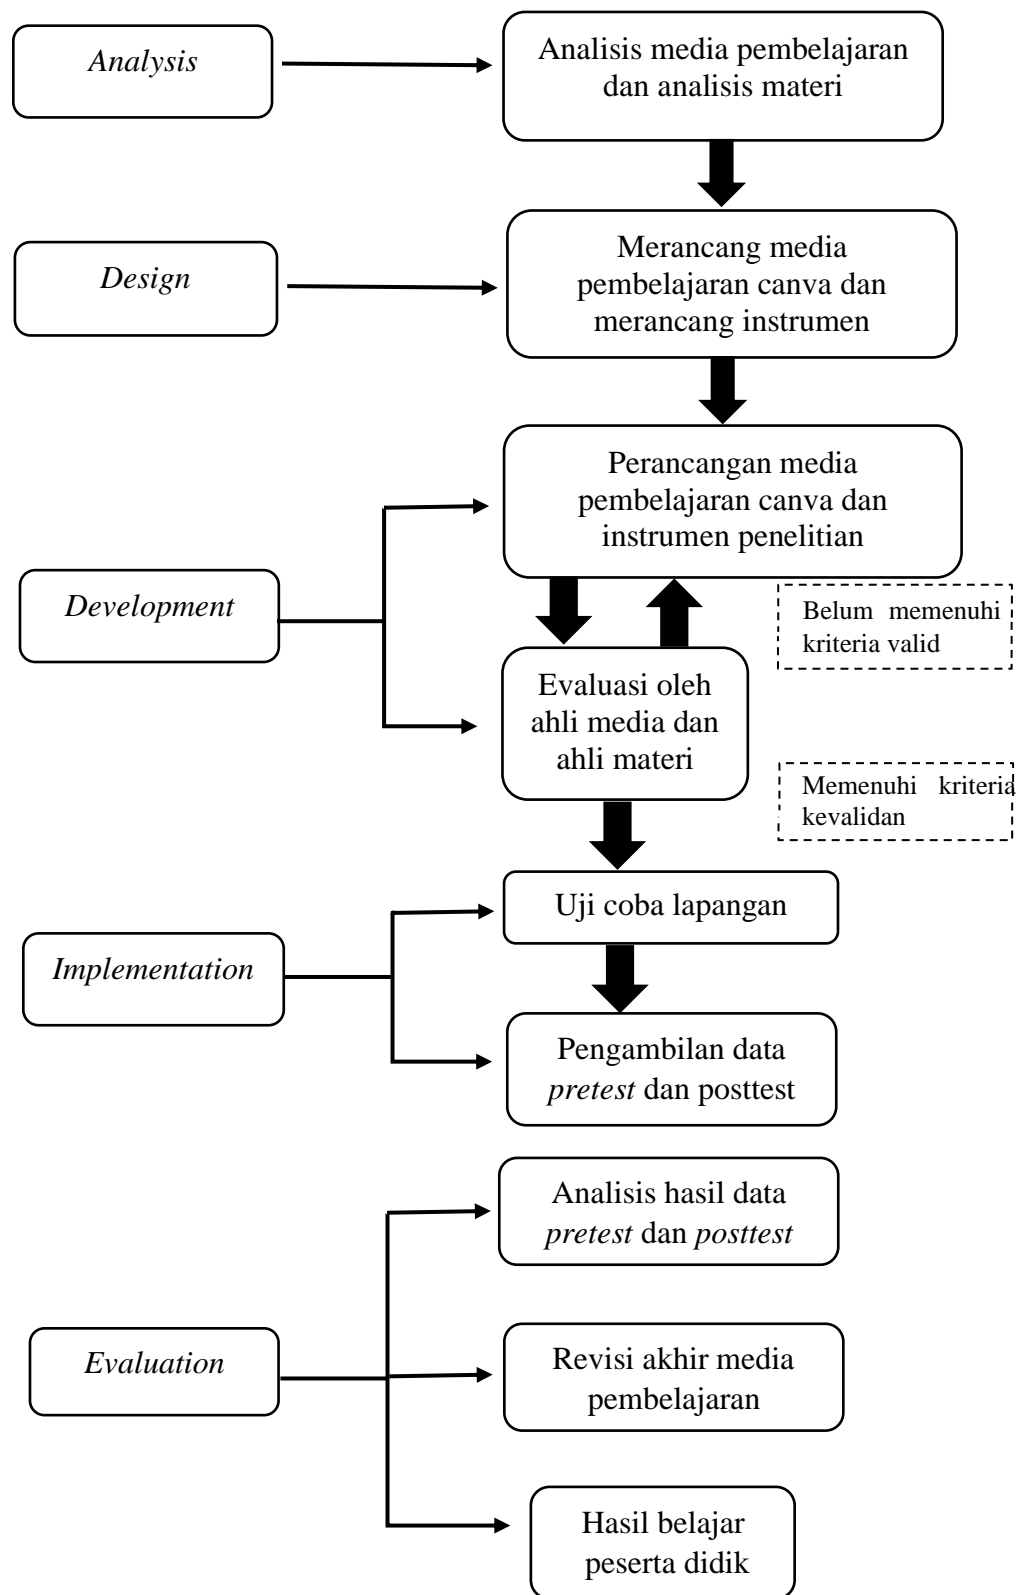 Analysis
Analisis media pembelajaran
dan analisis materi
Design
Merancang media
pembelajaran canva dan
merancang instrumen
Perancangan media
pembelajaran canva dan
instrumen penelitian
Development
Belum memenuhi
kriteria valid
Evaluasi oleh
ahli media dan
ahli materi
Memenuhi kriteria
kevalidan
Uji coba lapangan
Implementation
Pengambilan data
pretest dan posttest
Analisis hasil data
pretest dan posttest
Evaluation
Revisi akhir media
pembelajaran
Hasil belajar
peserta didik